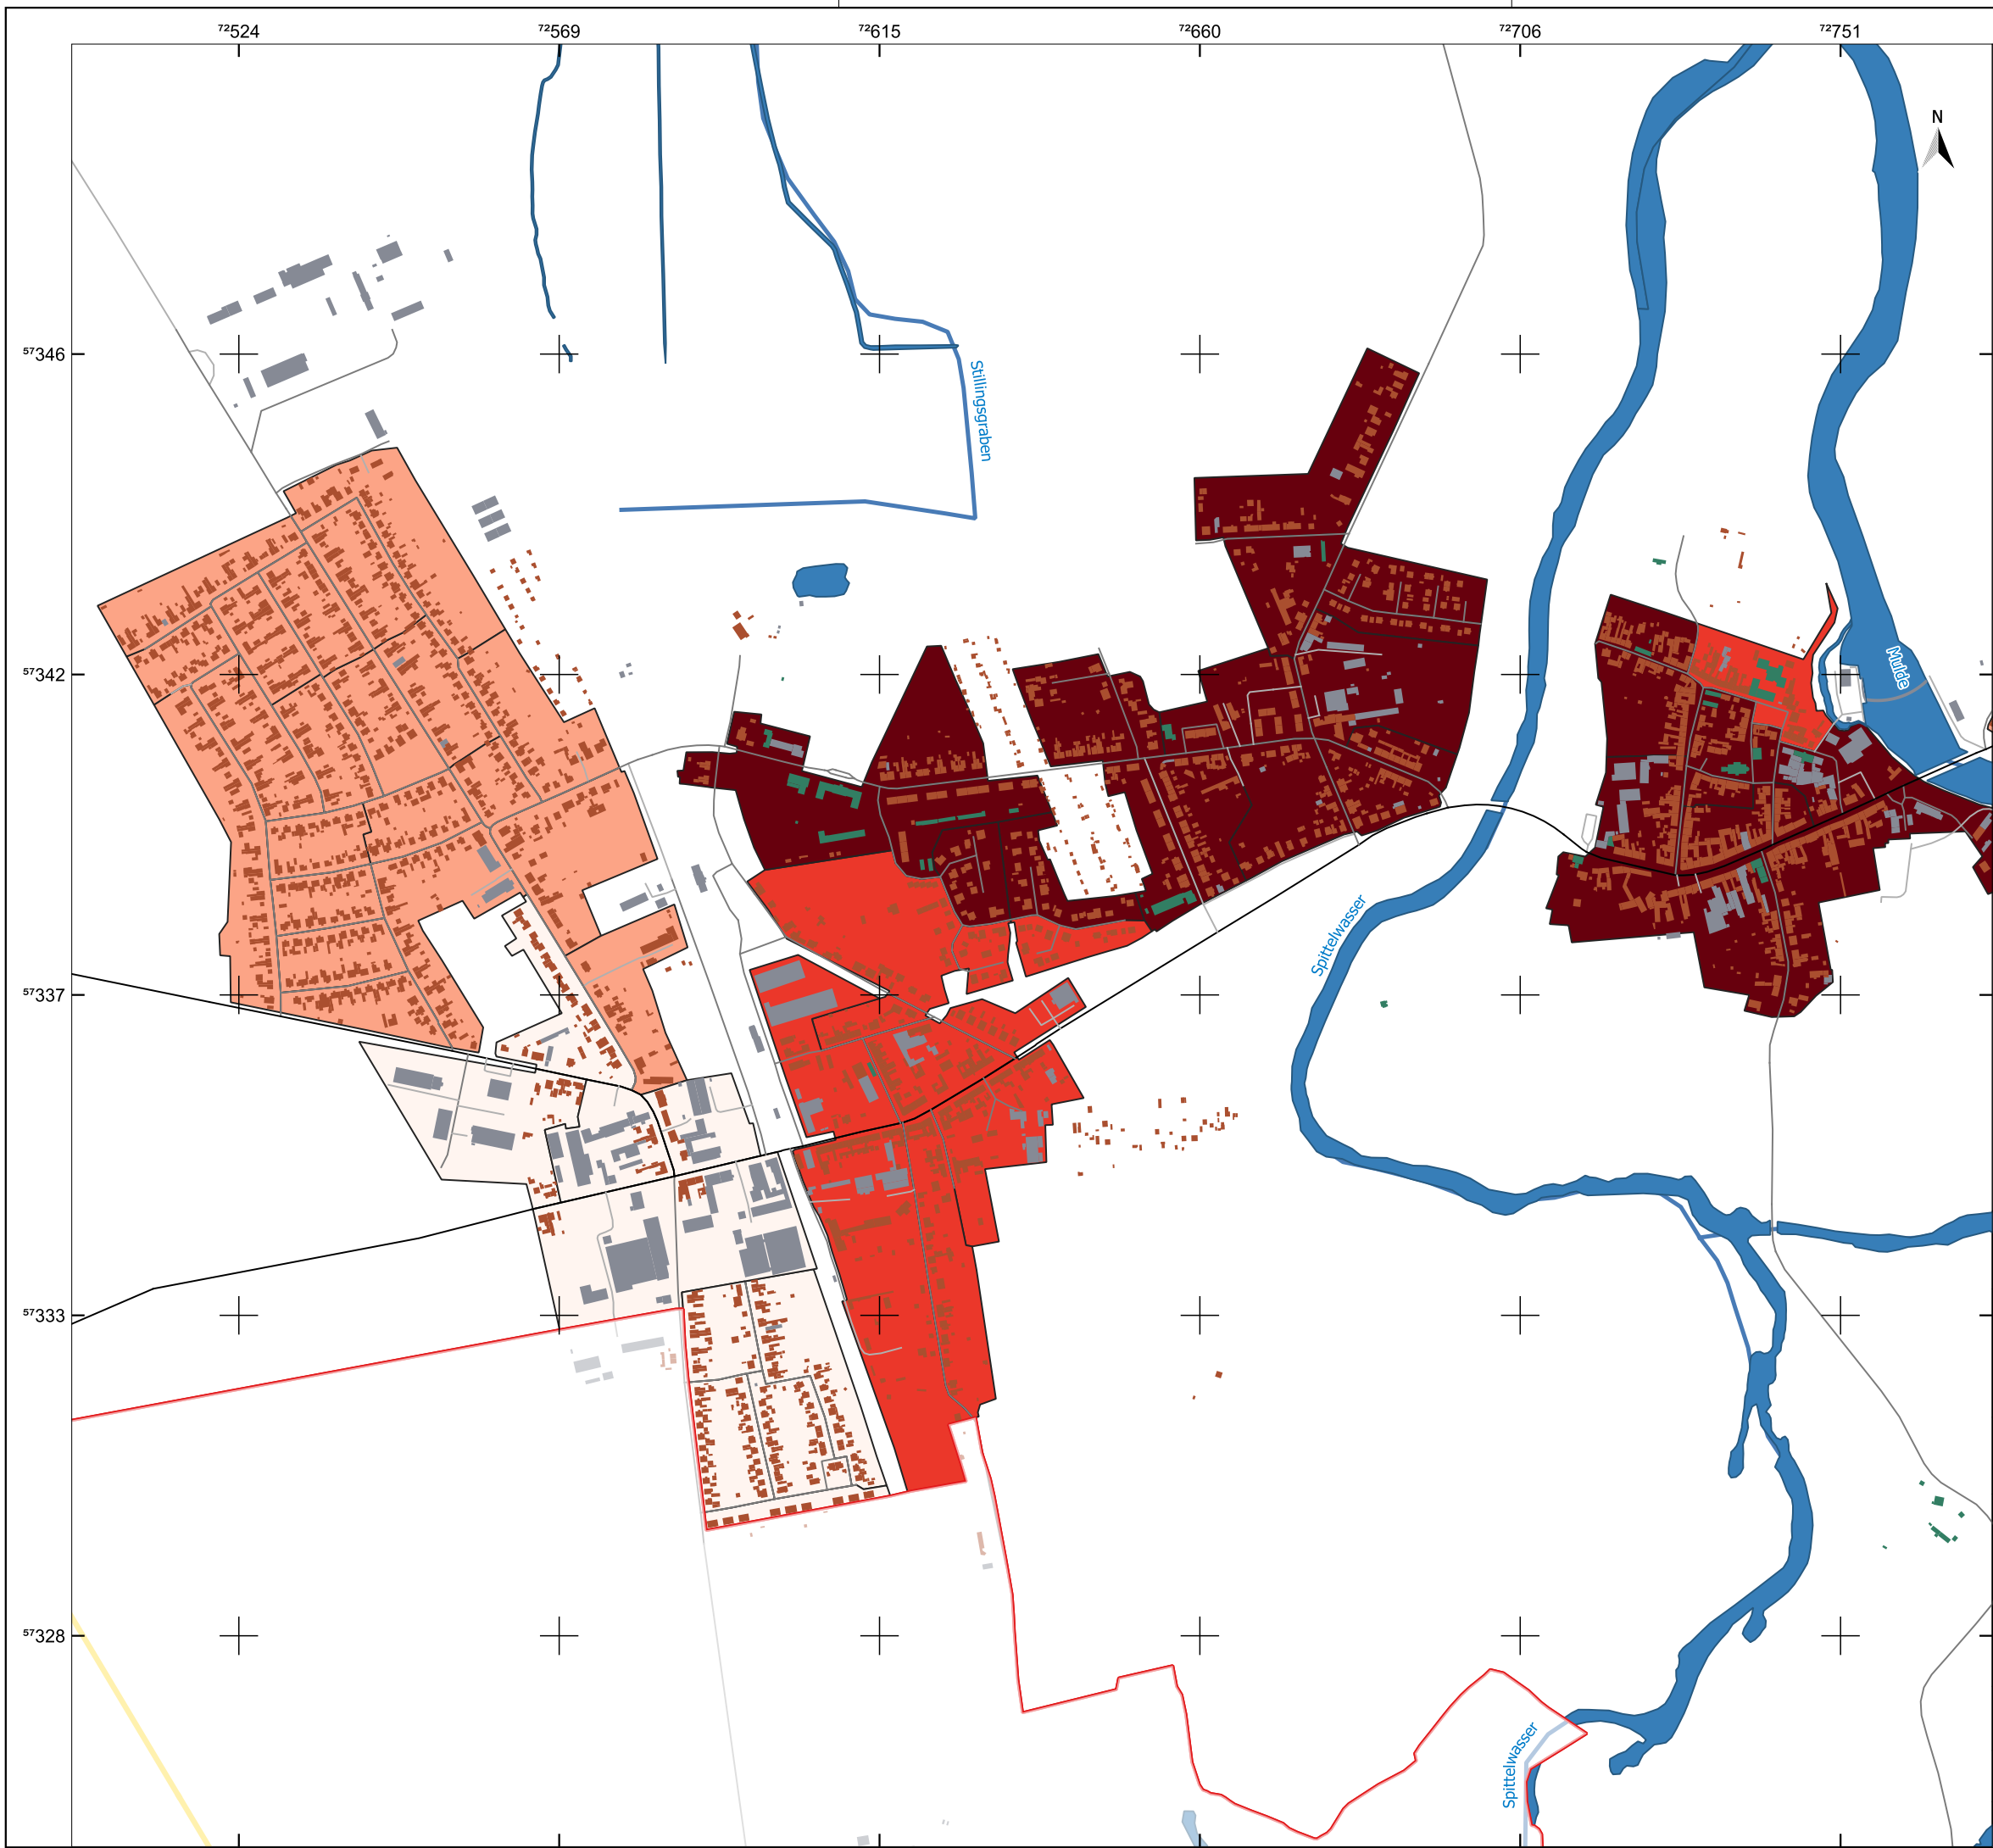 ⁷²524 ⁷²569 ⁷²615 ⁷²660 ⁷²706 ⁷²751
N
⁵⁷346
Stillingsgraben
⁵⁷342
Mulde
Spittelwasser
⁵⁷337
⁵⁷333
⁵⁷328
Spittelwasser